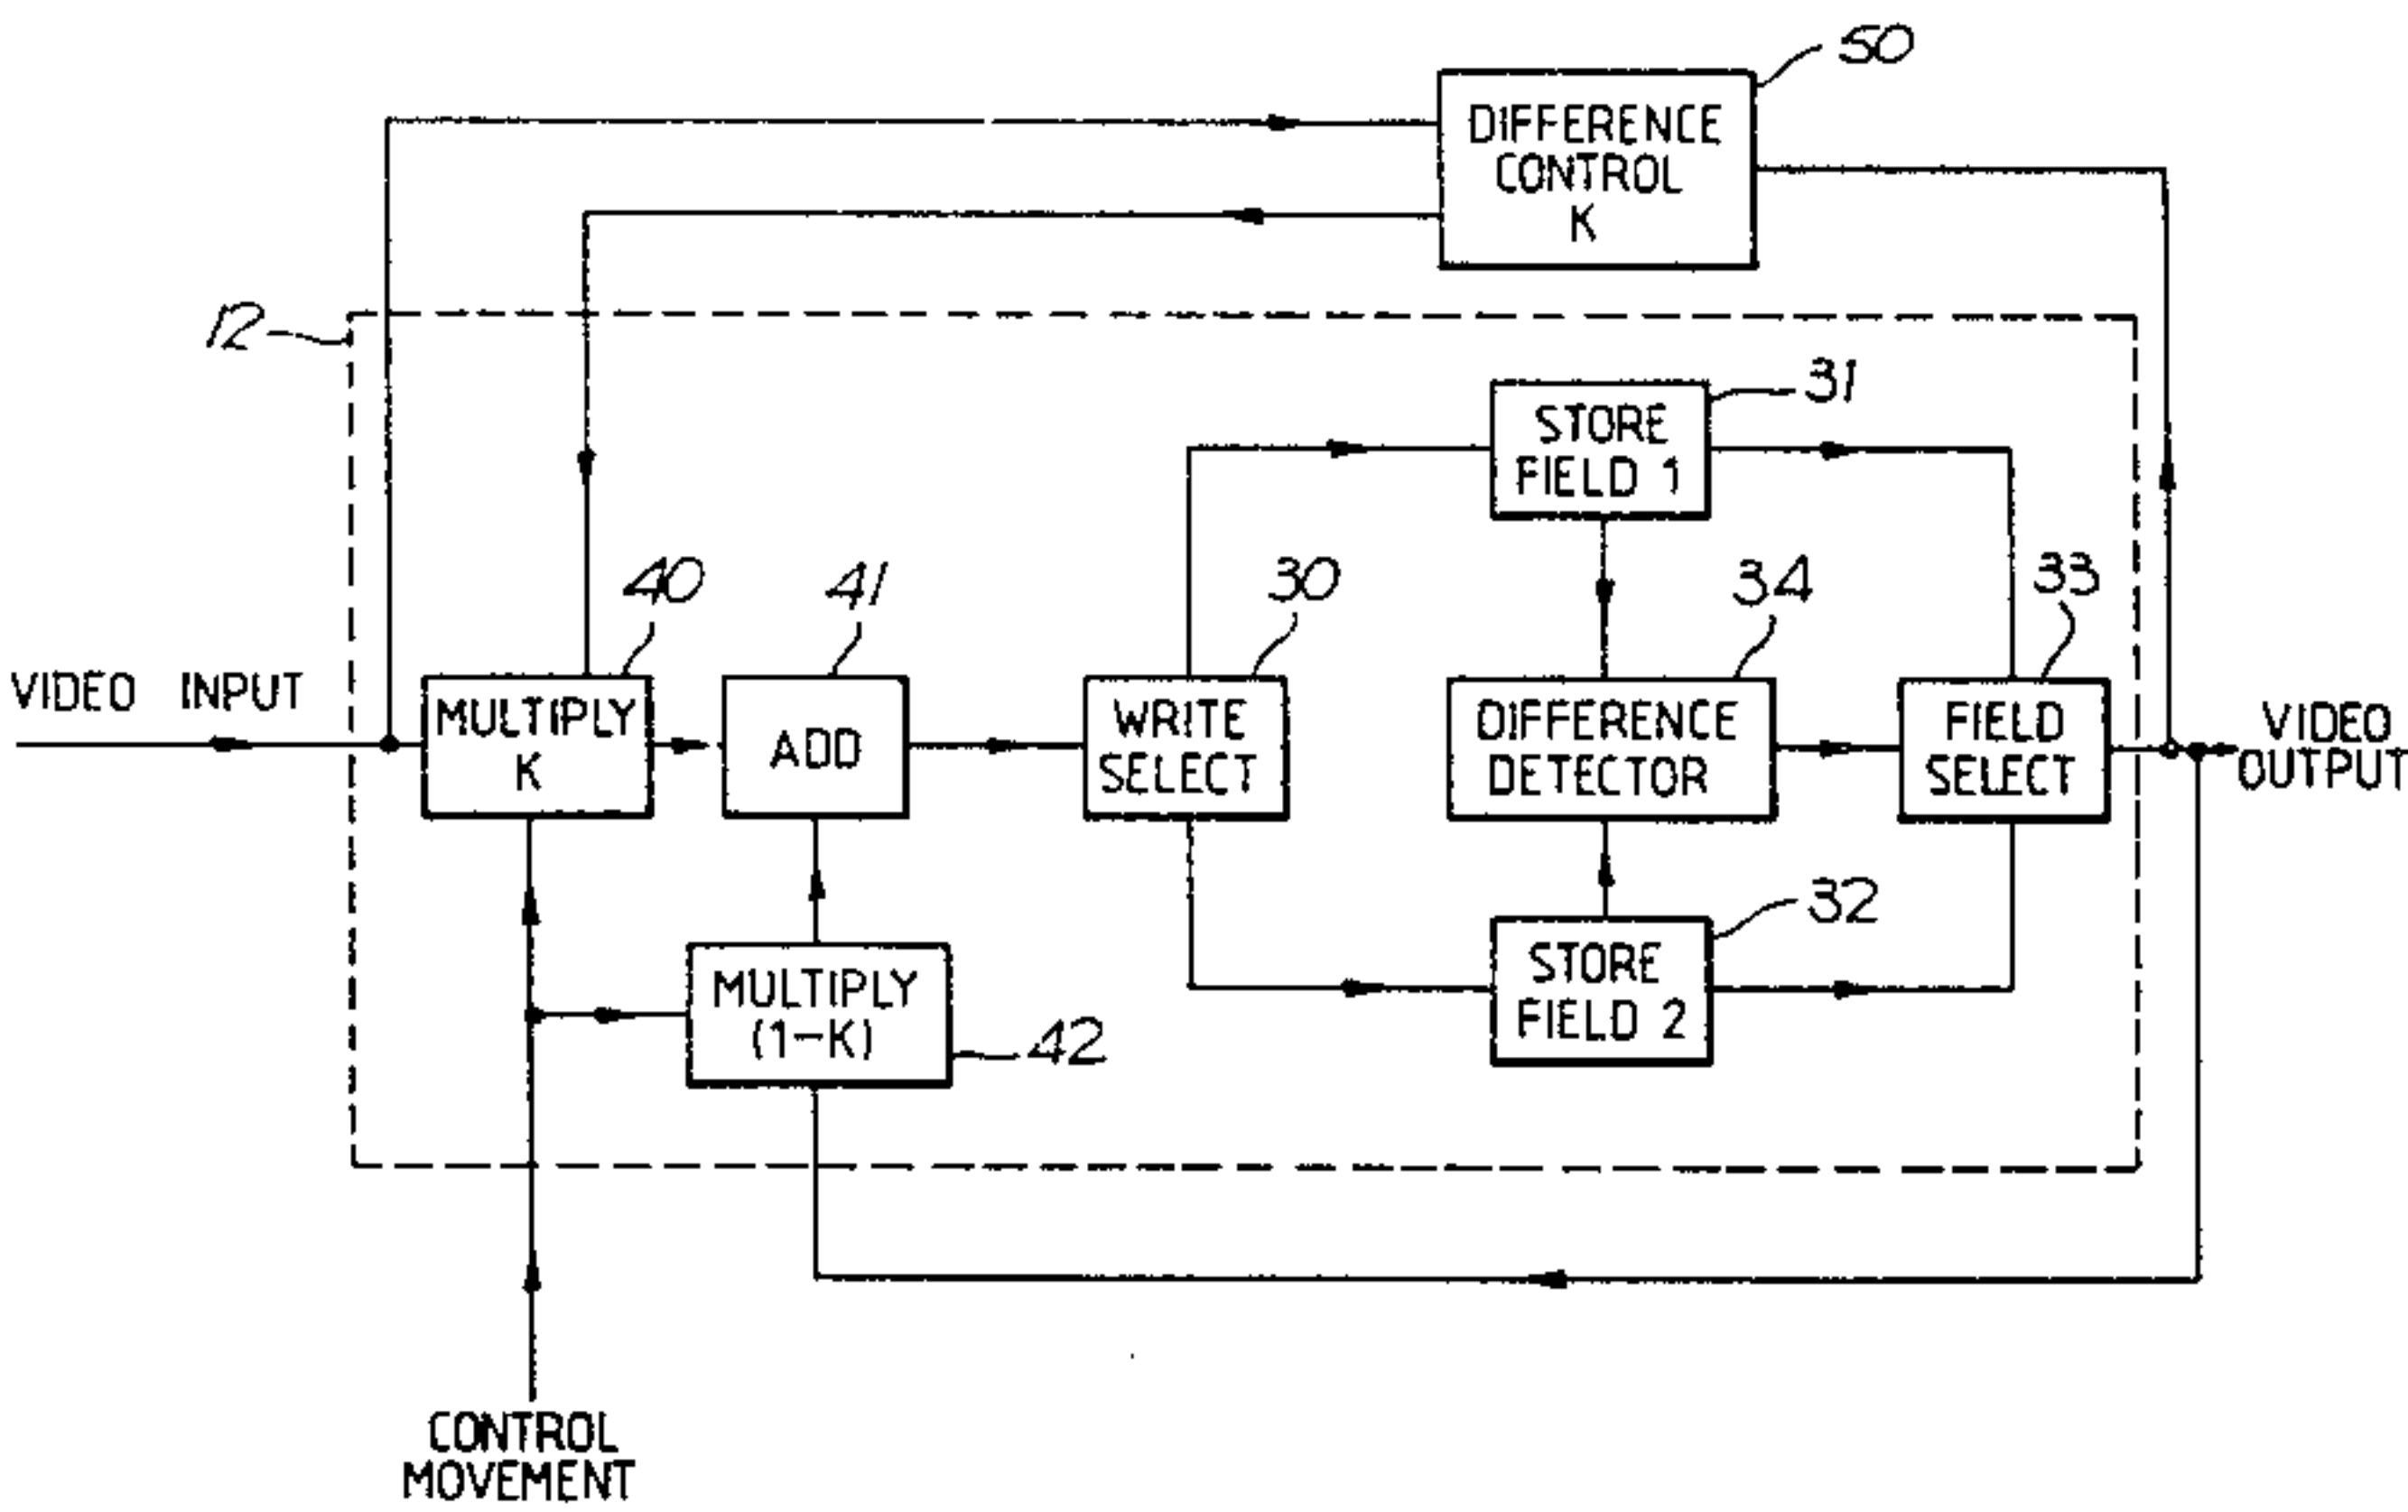 50
DIFFERENCE
CONTROL
K
12
31
STORE
FIELD 1
40
41
30
34
33
VIDEO INPUT
MULTIPLY
K
ADD
WRITE
SELECT
DIFFERENCE
DETECTOR
FIELD
SELECT
VIDEO
OUTPUT
32
MULTIPLY
(1-K)
42
STORE
FIELD 2
CONTROL
MOVEMENT